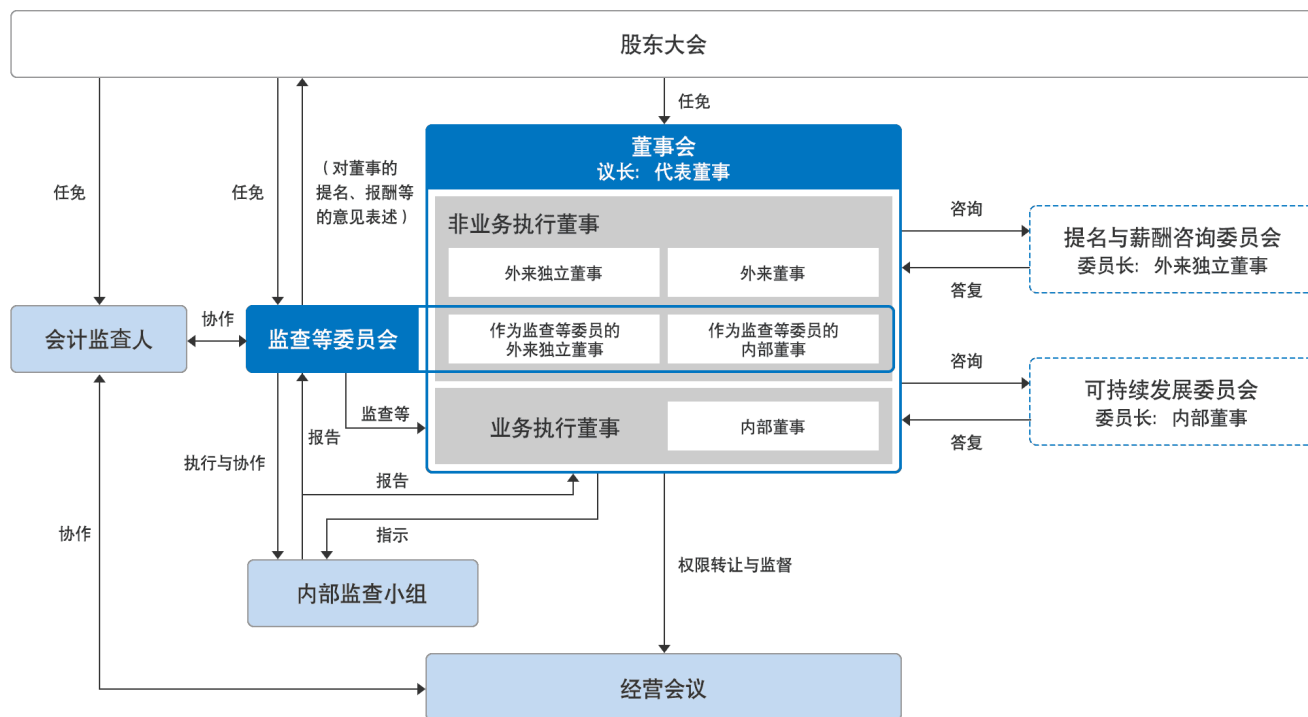 股东大会
任免
任免
（对董事的
提名、报酬等
的意见表述）
任免
董事会
议长： 代表董事
非业务执行董事
外来独立董事
外来董事
作为监查等委员的
外来独立董事
作为监查等委员的
内部董事
业务执行董事
内部董事
咨询
提名与薪酬咨询委员会
委员长： 外来独立董事
答复
咨询
可持续发展委员会
委员长： 内部董事
答复
会计监查人
协作
监查等委员会
监查等
报告
执行与协作
报告
指示
协作
内部监查小组
权限转让与监督
经营会议